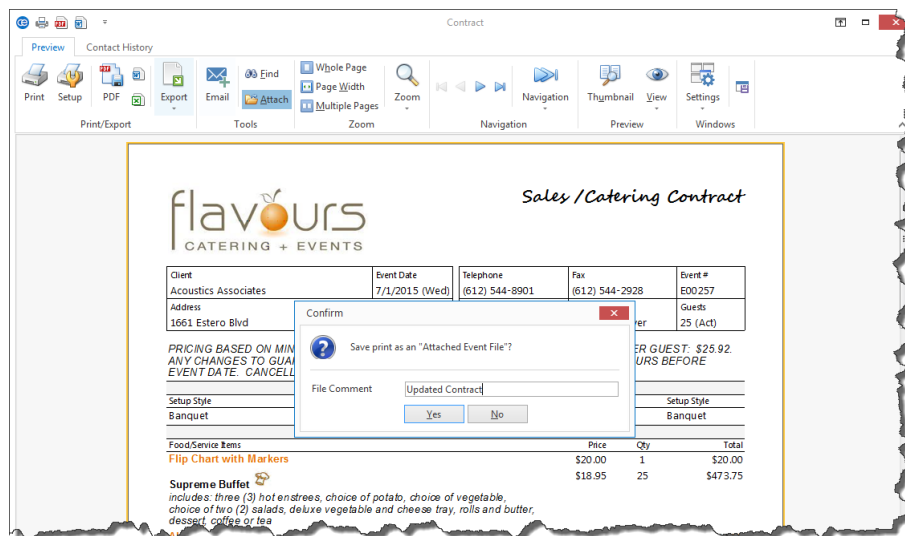 Contract
Preview Contact History
Print Setup PDF Export Email Find Attach Whole Page Page Width Multiple Pages Zoom Navigation Thumbnail View Settings
Print/Export Tools Zoom Navigation Preview Windows
flavours
CATERING + EVENTS
Sales /Catering Contract
Client Event Date Telephone Fax Event #
Acoustics Associates 7/1/2015 (Wed) (612) 544-8901 (612) 544-2928 E00257
Address Guests
1661 Estero Blvd 25 (Act)
Confirm
Save print as an "Attached Event File"?
File Comment Updated Contract
Yes No
PRICING BASED ON GUEST: $25.92.
ANY CHANGES TO BEFORE
EVENT DATE.
Setup Style Setup Style
Banquet Banquet
Food/Service Items Price Qty Total
Flip Chart with Markers $20.00 1 $20.00
Supreme Buffet $18.95 25 $473.75
includes: three (3) hot enstrees, choice of potato, choice of vegetable,
choice of two (2) salads, deluxe vegetable and cheese tray, rolls and butter,
dessert, coffee or tea